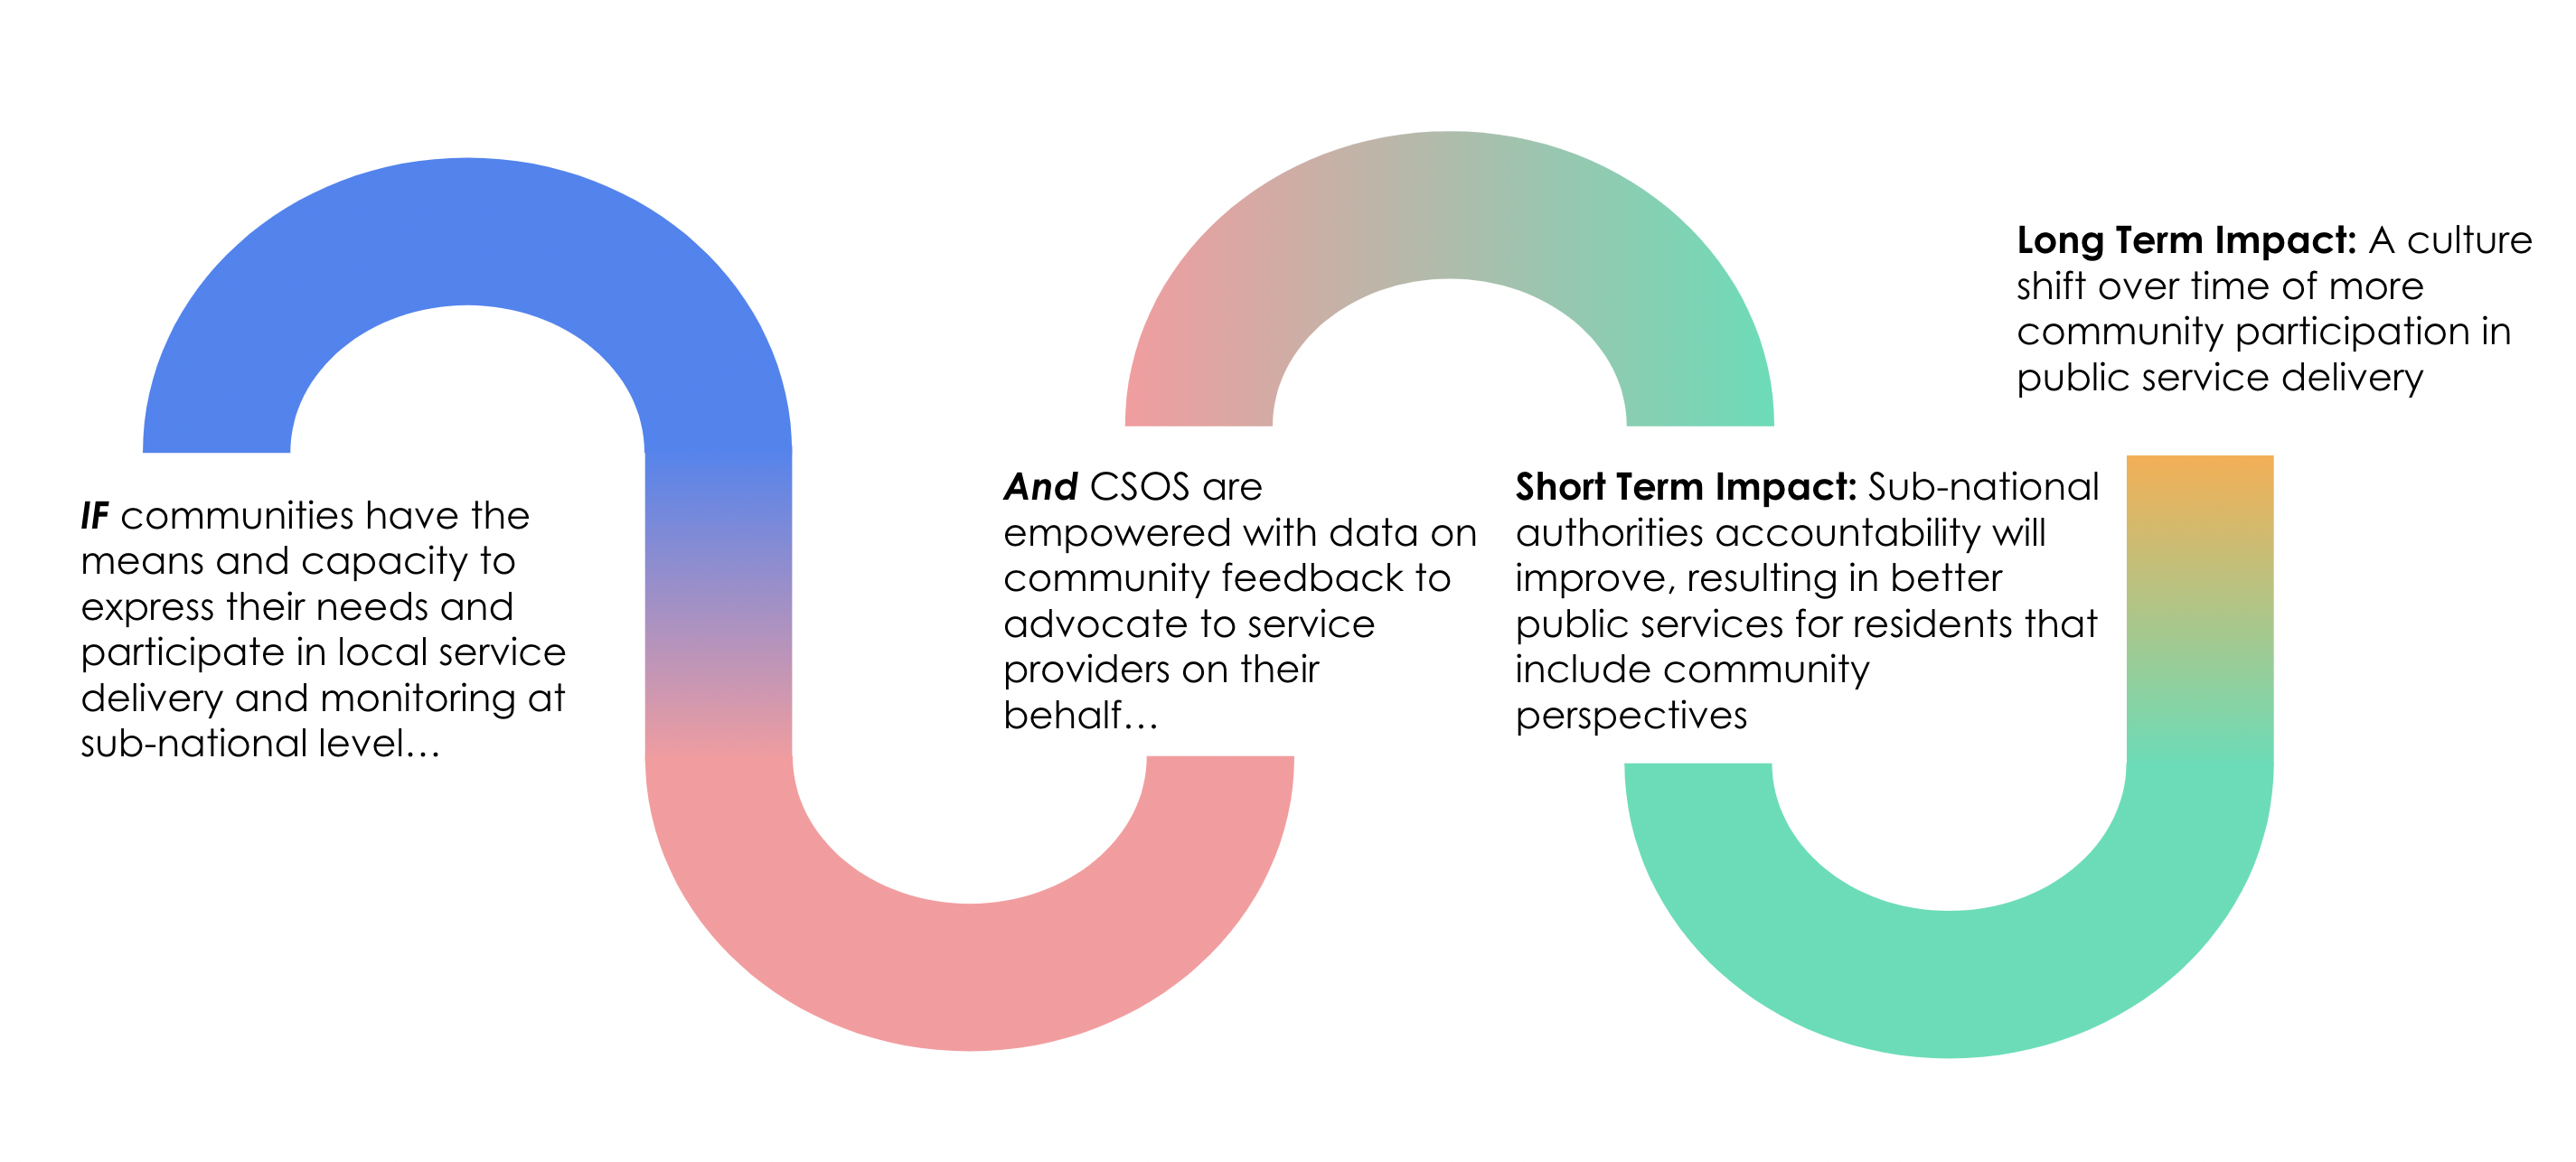 IF communities have the
means and capacity to
express their needs and
participate in local service
delivery and monitoring at
sub-national level…
And CSOS are
empowered with data on
community feedback to
advocate to service
providers on their
behalf…
Short Term Impact: Sub-national
authorities accountability will
improve, resulting in better
public services for residents that
include community
perspectives
Long Term Impact: A culture
shift over time of more
community participation in
public service delivery